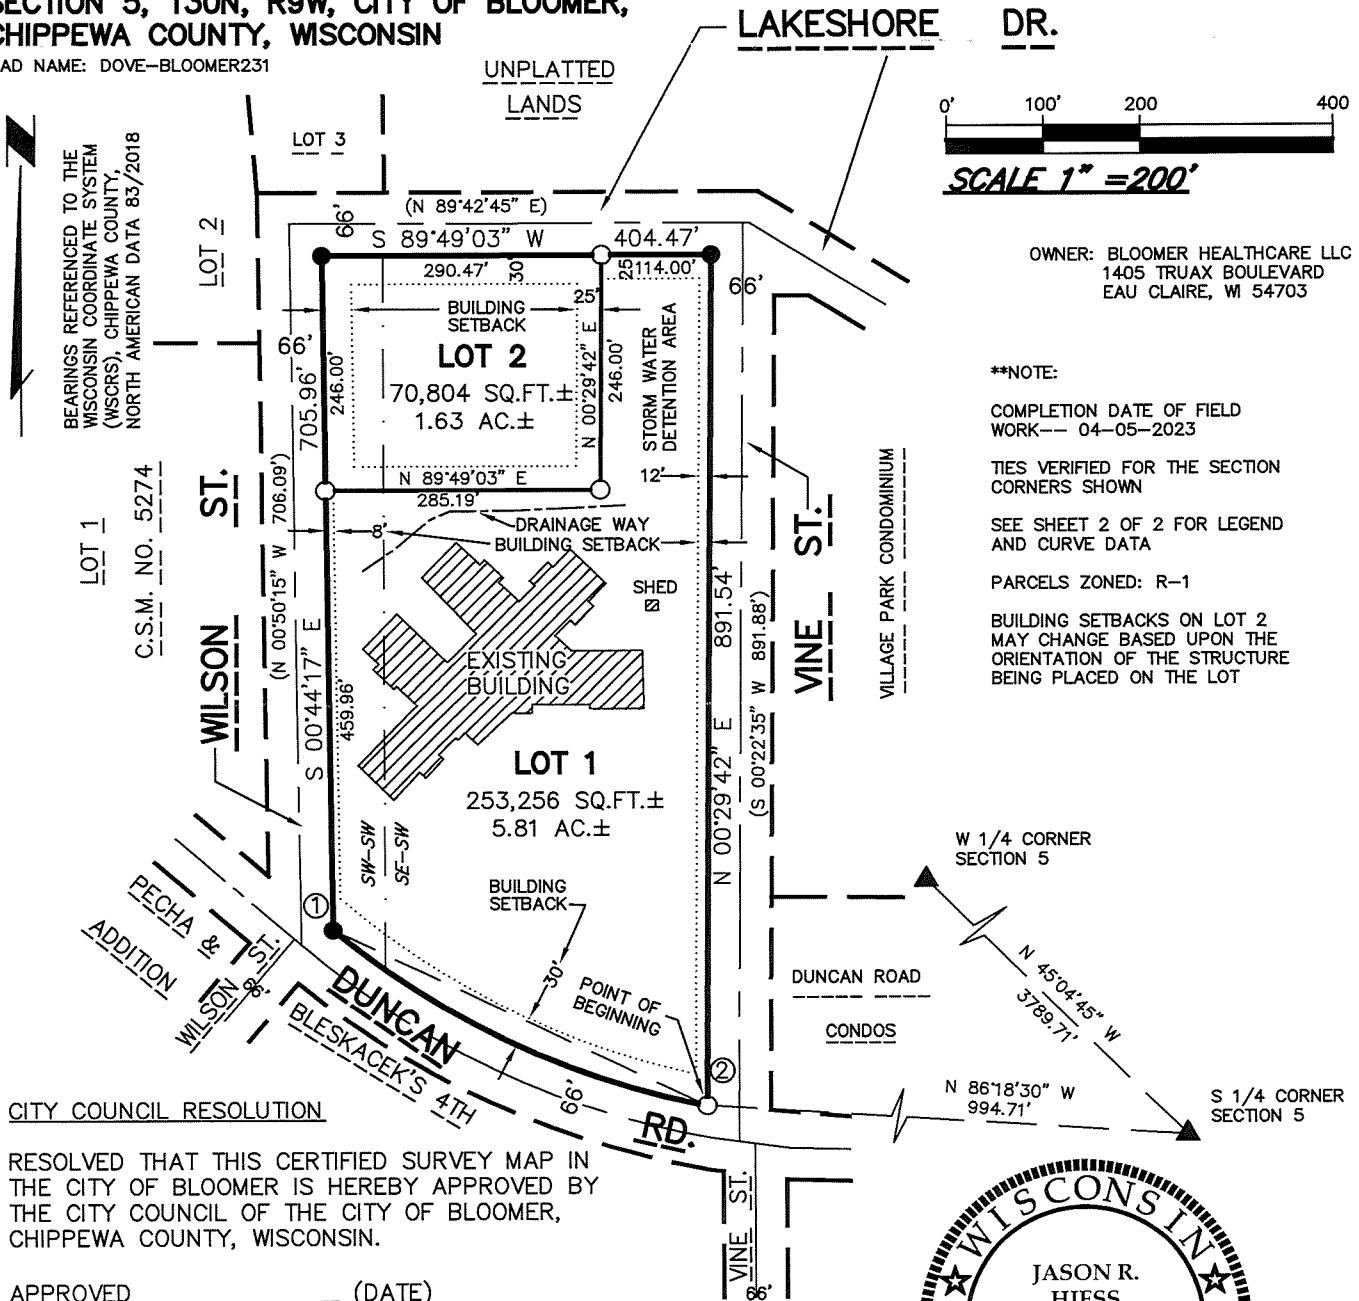 SECTION 5, T30N, R9W, CITY OF BLOOMER,
CHIPPEWA COUNTY, WISCONSIN
AD NAME: DOVE-BLOOMER231
LAKESHORE DR.
UNPLATTED
LANDS
0' 100' 200 400
SCALE 1" =200'
LOT 3
BEARINGS REFERENCED TO THE
WISCONSIN COORDINATE SYSTEM
(WSCRS), CHIPPEWA COUNTY,
NORTH AMERICAN DATA 83/2018
LOT 2
(N 89°42'45" E)
66'
S 89°49'03" W 404.47'
290.47' 30' 25' 114.00'
66'
OWNER: BLOOMER HEALTHCARE LLC
1405 TRUAX BOULEVARD
EAU CLAIRE, WI 54703
BUILDING
SETBACK
25'
LOT 2
70,804 SQ.FT.±
1.63 AC.±
66'
705.96'
246.00'
N 00°29'42" E
246.00'
STORM WATER
DETENTION AREA
**NOTE:
COMPLETION DATE OF FIELD
WORK-- 04-05-2023
TIES VERIFIED FOR THE SECTION
CORNERS SHOWN
SEE SHEET 2 OF 2 FOR LEGEND
AND CURVE DATA
PARCELS ZONED: R-1
BUILDING SETBACKS ON LOT 2
MAY CHANGE BASED UPON THE
ORIENTATION OF THE STRUCTURE
BEING PLACED ON THE LOT
N 89°49'03" E
285.19'
12'
8'
DRAINAGE WAY
BUILDING SETBACK
LOT 1
C.S.M. NO. 5274
WILSON ST.
(N 00°50'15" W 706.09')
S 00°44'17" E
459.96'
SHED
EXISTING
BUILDING
LOT 1
253,256 SQ.FT.±
5.81 AC.±
891.54'
N 00°29'42" E
(S 00°22'35" W 891.88')
VINE ST.
VILLAGE PARK CONDOMINIUM
SW-SW
SE-SW
W 1/4 CORNER
SECTION 5
BUILDING
SETBACK
1
30'
POINT OF
BEGINNING
2
PECHA &
ADDITION
WILSON ST.
66'
BLESKACEK'S 4TH
DUNCAN RD.
66'
DUNCAN ROAD
CONDOS
N 45°04'45" W
3789.71'
N 86°18'30" W
994.71'
S 1/4 CORNER
SECTION 5
CITY COUNCIL RESOLUTION
RESOLVED THAT THIS CERTIFIED SURVEY MAP IN
THE CITY OF BLOOMER IS HEREBY APPROVED BY
THE CITY COUNCIL OF THE CITY OF BLOOMER,
CHIPPEWA COUNTY, WISCONSIN.
APPROVED (DATE)
VINE ST.
66'
WISCONSIN
JASON R.
HIESS